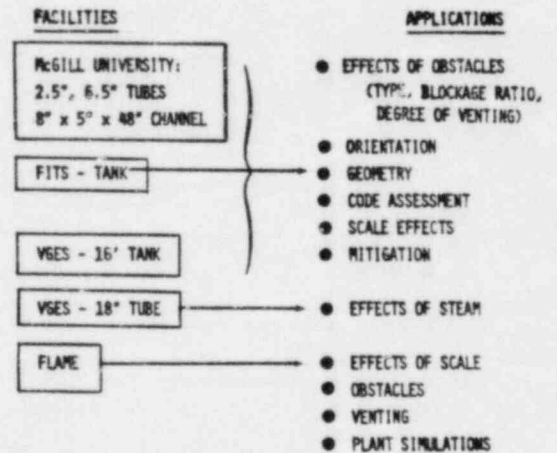 FACILITIES
APPLICATIONS
McGILL UNIVERSITY:
2.5", 6.5" TUBES
8" x 5" x 48" CHANNEL
FITS - TANK
VGES - 16' TANK
VGES - 18" TUBE
FLAME
● EFFECTS OF OBSTACLES
(TYPE, BLOCKAGE RATIO,
DEGREE OF VENTING)
● ORIENTATION
● GEOMETRY
● CODE ASSESSMENT
● SCALE EFFECTS
● MITIGATION
● EFFECTS OF STEAM
● EFFECTS OF SCALE
● OBSTACLES
● VENTING
● PLANT SIMULATIONS